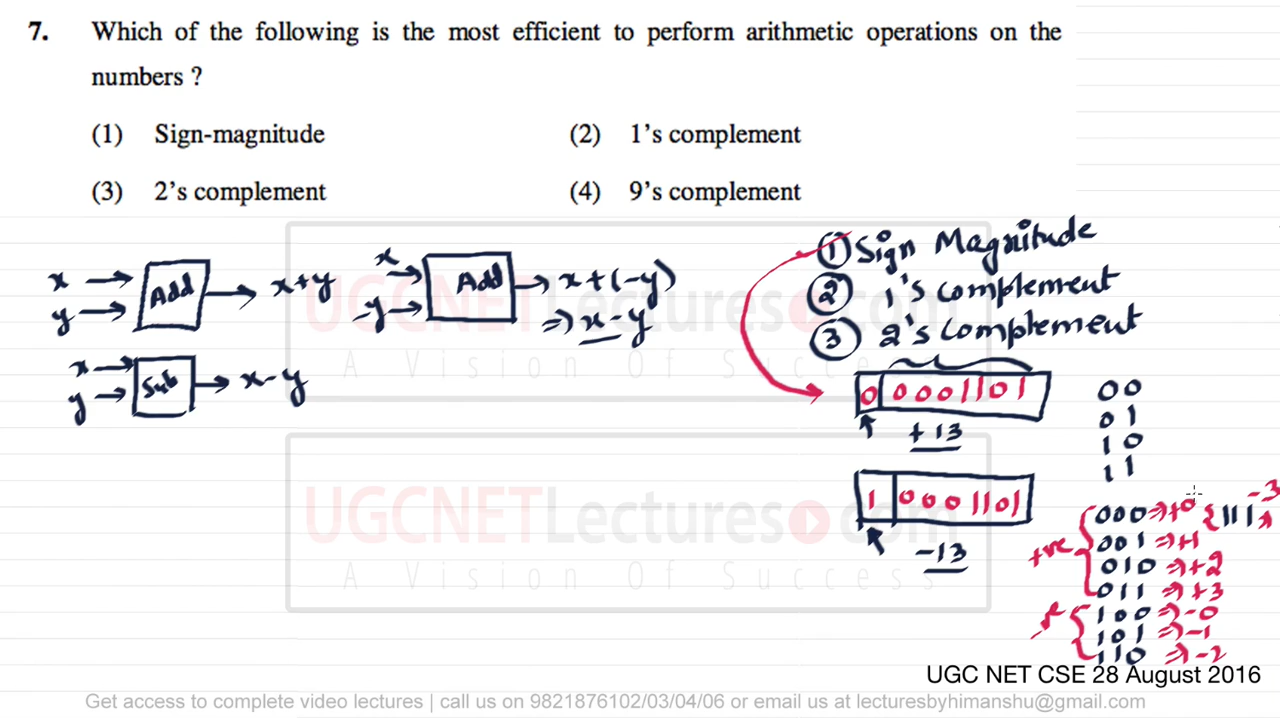 7. Which of the following is the most efficient to perform arithmetic operations on the
numbers ?
(1) Sign-magnitude (2) 1's complement
(3) 2's complement (4) 9's complement
x
y
Add
x+y
x
-y
Add
x+(-y)
⇒ x-y
x
y
Sub
x-y
① Sign Magnitude
② 1's complement
③ 2's complement
0 0001101
+13
1 0001101
-13
00
01
10
11
+ve
000 ⇒ +0
001 ⇒ +1
010 ⇒ +2
011 ⇒ +3
100 ⇒ -0
101 ⇒ -1
110 ⇒ -2
111 ⇒ -3
UGCNETLectures.com
A Vision Of Success
UGCNETLectures.com
A Vision Of Success
UGC NET CSE 28 August 2016
Get access to complete video lectures | call us on 9821876102/03/04/06 or email us at lecturesbyhimanshu@gmail.com